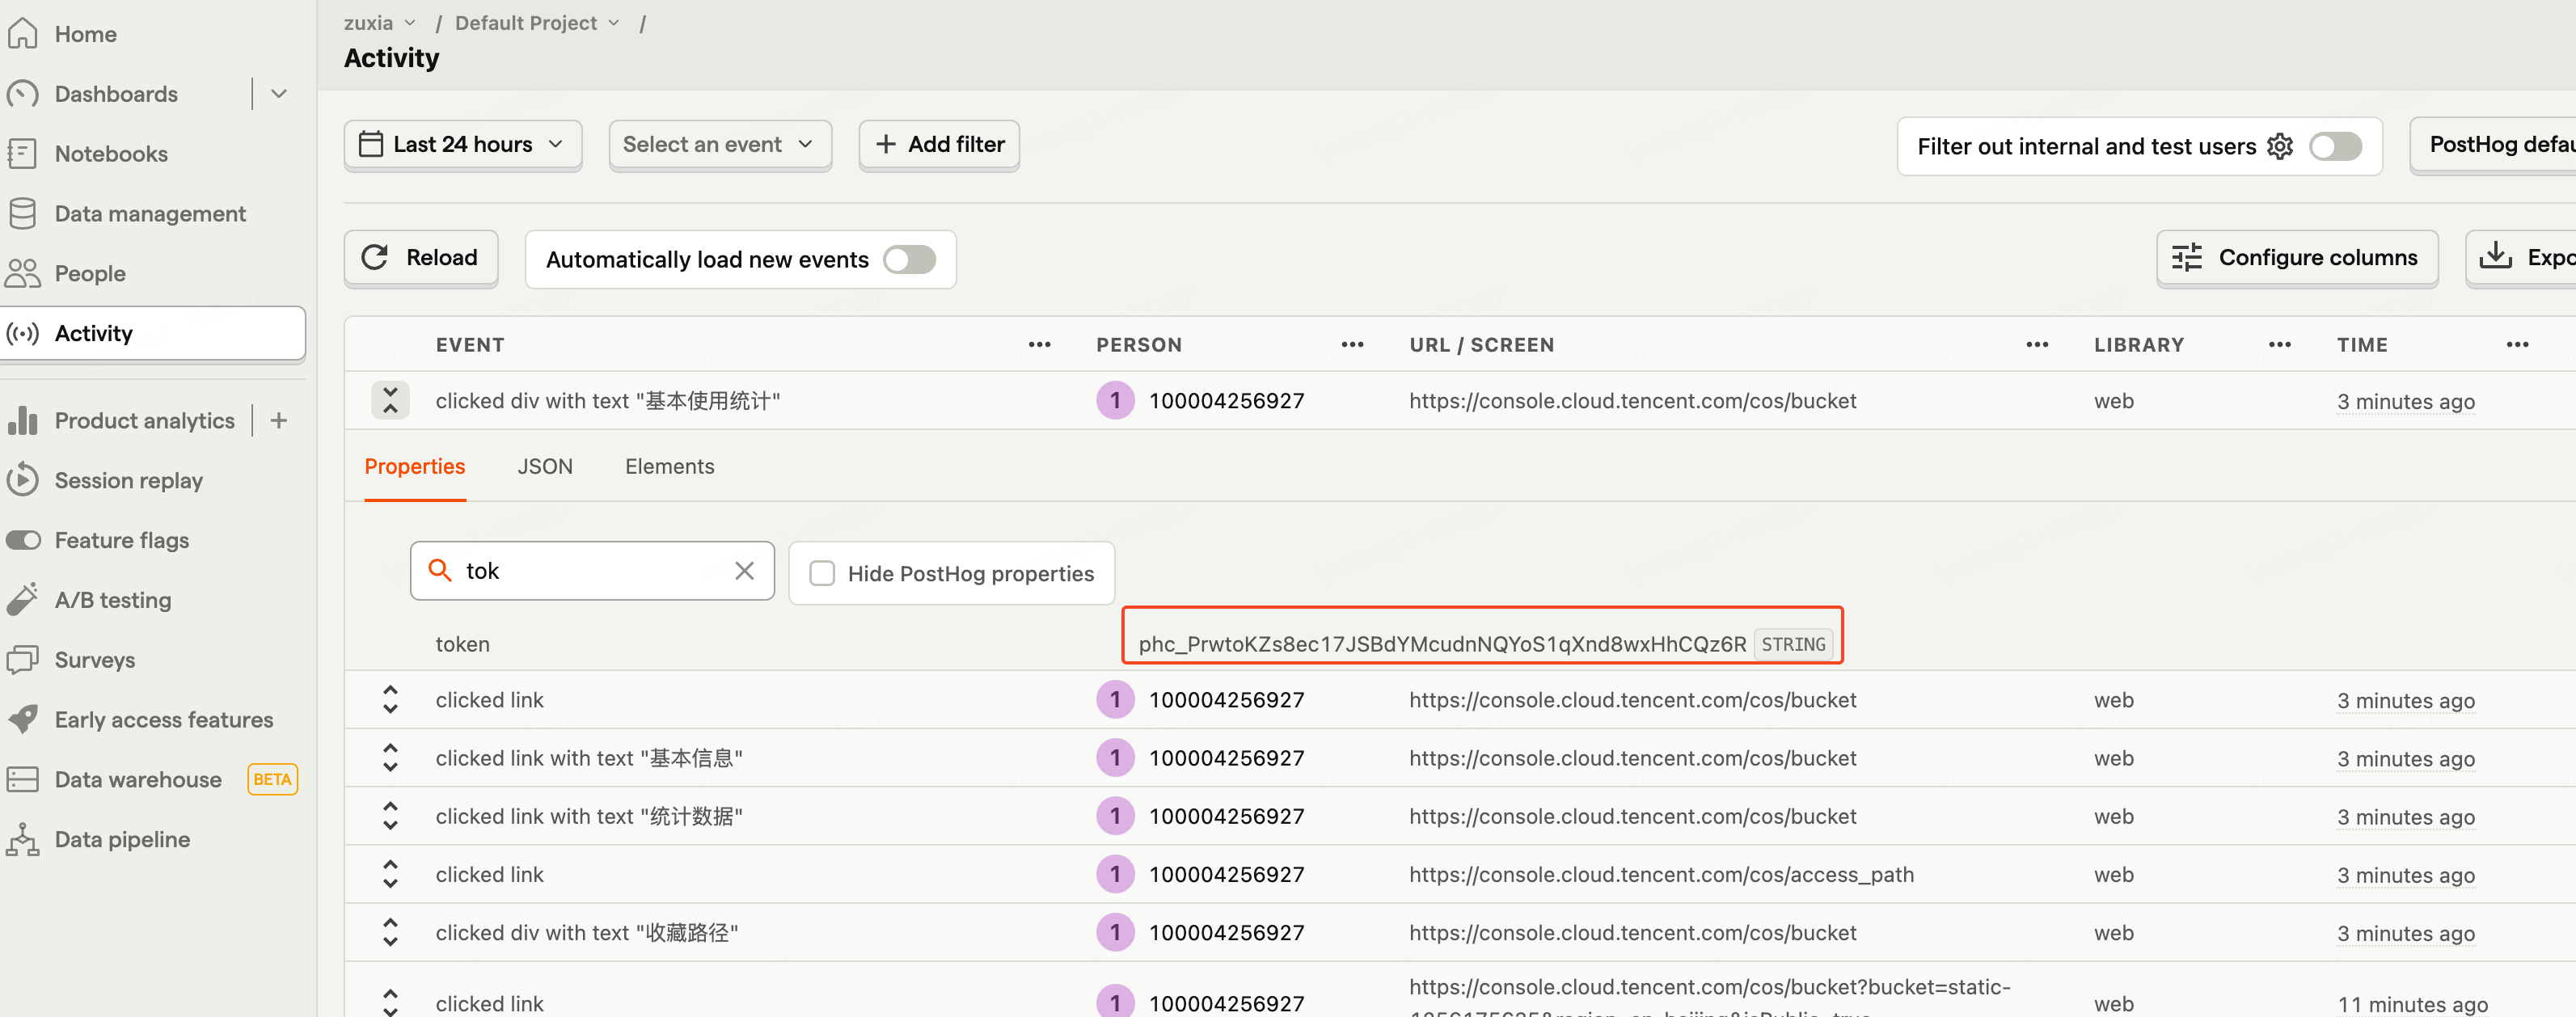 Home
Dashboards
Notebooks
Data management
People
Activity
Product analytics
Session replay
Feature flags
A/B testing
Surveys
Early access features
Data warehouse BETA
Data pipeline
zuxia / Default Project /
Activity
Last 24 hours Select an event Add filter Filter out internal and test users PostHog defau
Reload Automatically load new events Configure columns Expo
EVENT PERSON URL / SCREEN LIBRARY TIME
clicked div with text "基本使用统计" 1 100004256927 https://console.cloud.tencent.com/cos/bucket web 3 minutes ago
Properties JSON Elements
tok Hide PostHog properties
token phc_PrwtoKZs8ec17JSBdYMcudnNQYoS1qXnd8wxHhCQz6R STRING
clicked link 1 100004256927 https://console.cloud.tencent.com/cos/bucket web 3 minutes ago
clicked link with text "基本信息" 1 100004256927 https://console.cloud.tencent.com/cos/bucket web 3 minutes ago
clicked link with text "统计数据" 1 100004256927 https://console.cloud.tencent.com/cos/bucket web 3 minutes ago
clicked link 1 100004256927 https://console.cloud.tencent.com/cos/access_path web 3 minutes ago
clicked div with text "收藏路径" 1 100004256927 https://console.cloud.tencent.com/cos/bucket web 3 minutes ago
clicked link 1 100004256927 https://console.cloud.tencent.com/cos/bucket?bucket=static- web 11 minutes ago